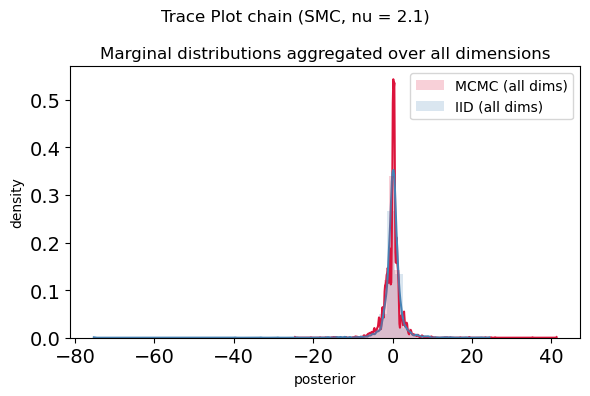 Trace Plot chain (SMC, nu = 2.1)
Marginal distributions aggregated over all dimensions
MCMC (all dims)
IID (all dims)
density
0.5
0.4
0.3
0.2
0.1
0.0
−80 −60 −40 −20 0 20 40
posterior